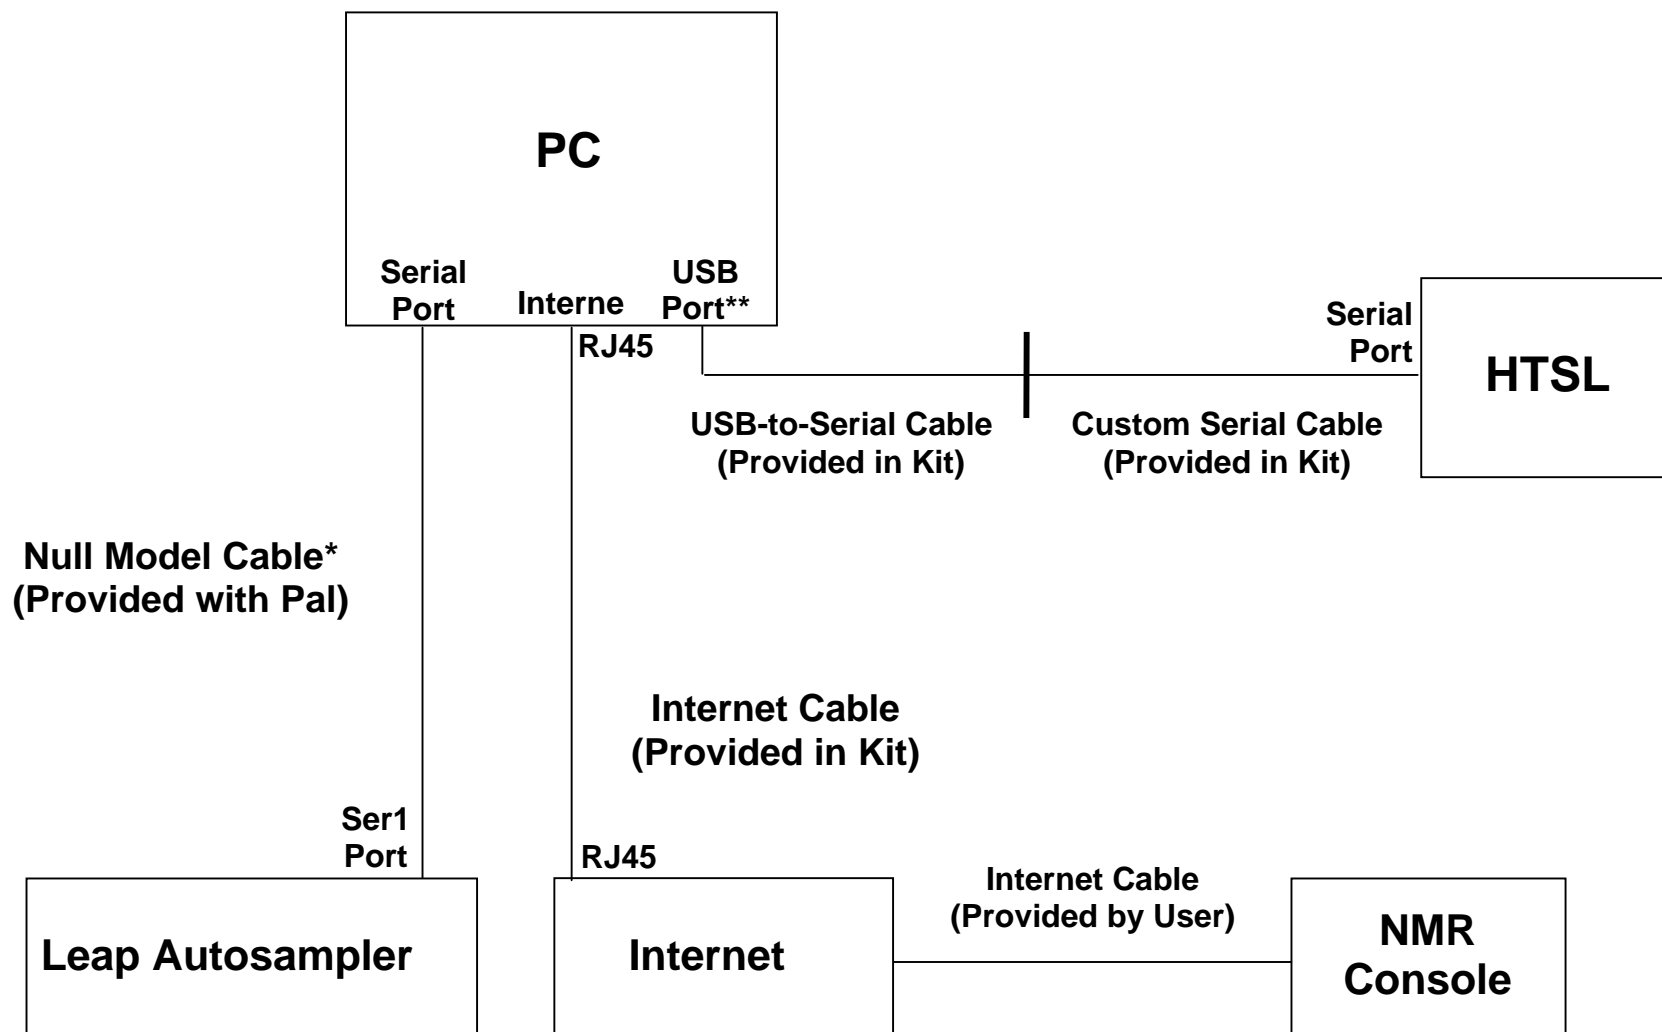 PC
Serial
Port
Interne
USB
Port**
RJ45
Serial
Port
HTSL
USB-to-Serial Cable
(Provided in Kit)
Custom Serial Cable
(Provided in Kit)
Null Model Cable*
(Provided with Pal)
Internet Cable
(Provided in Kit)
Ser1
Port
RJ45
Internet Cable
(Provided by User)
Leap Autosampler
Internet
NMR
Console